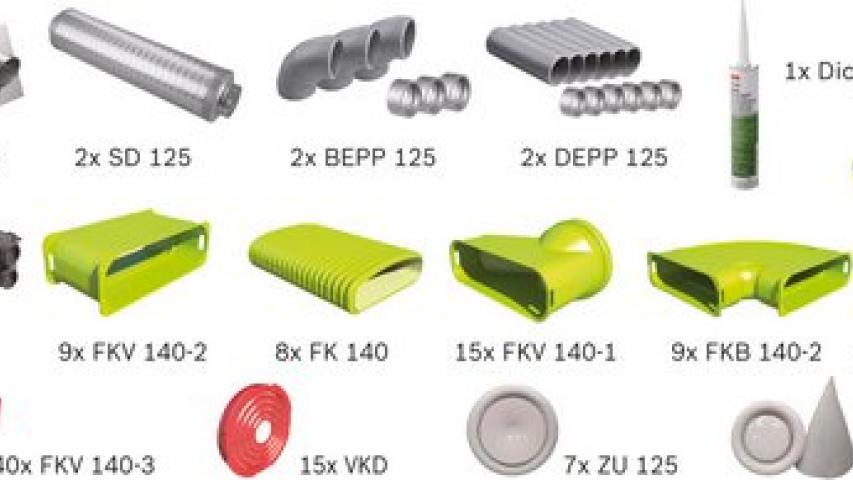 1x Dic
2x SD 125
2x BEPP 125
2x DEPP 125
9x FKV 140-2
8x FK 140
15x FKV 140-1
9x FKB 140-2
40x FKV 140-3
15x VKD
7x ZU 125